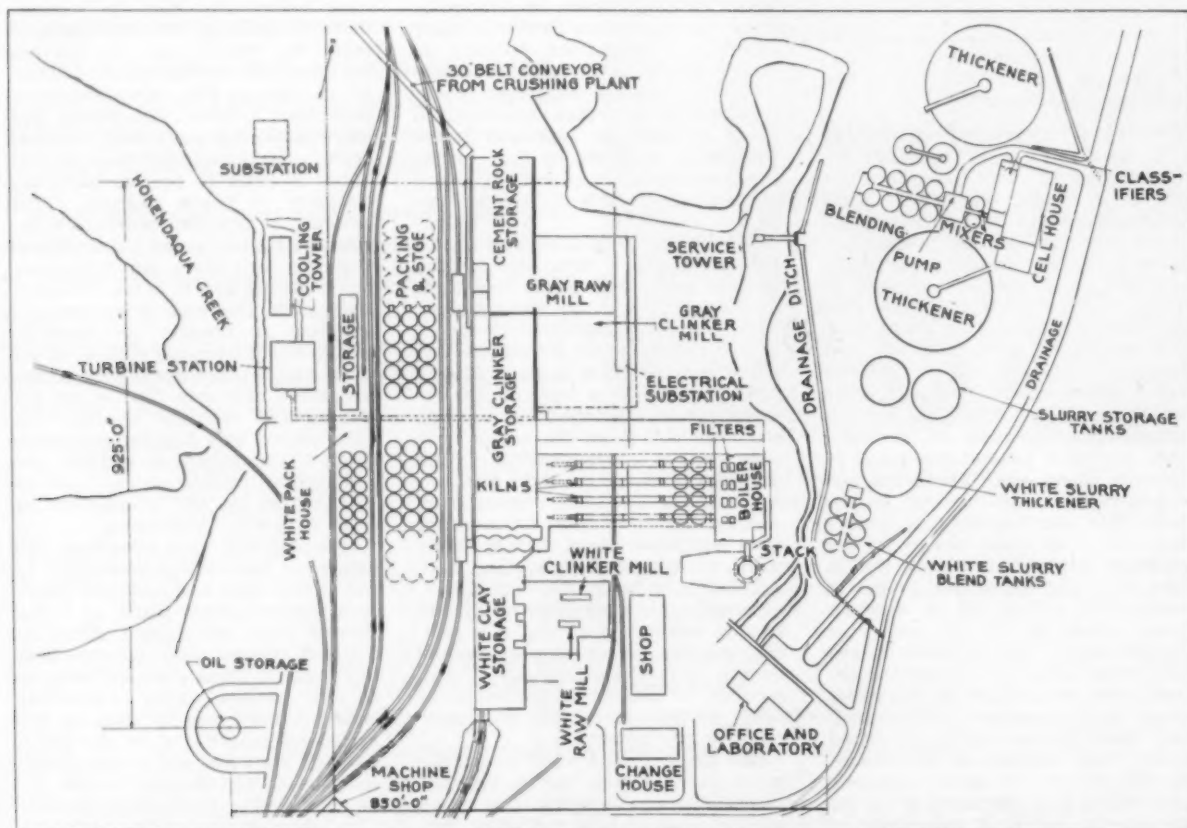 30" BELT CONVEYOR
FROM CRUSHING PLANT
THICKENER
SUBSTATION
HOKENDAQUA CREEK
COOLING
TOWER
PACKING
& STGE
CEMENT ROCK
STORAGE
SERVICE
TOWER
BLENDING
MIXERS
CLASS-
IFIERS
CELL HOUSE
PUMP
THICKENER
GRAY RAW
MILL
GRAY
CLINKER
MILL
DRAINAGE DITCH
DRAINAGE
TURBINE STATION
STORAGE
GRAY CLINKER
STORAGE
ELECTRICAL
SUBSTATION
SLURRY STORAGE
TANKS
925'-0"
WHITE PACK
HOUSE
KILNS
FILTERS
BOILER
HOUSE
WHITE SLURRY
THICKENER
STACK
WHITE
CLINKER MILL
WHITE SLURRY
BLEND TANKS
WHITE CLAY
STORAGE
OIL STORAGE
WHITE
RAW MILL
SHOP
OFFICE AND
LABORATORY
MACHINE
SHOP
CHANGE
HOUSE
850'-0"